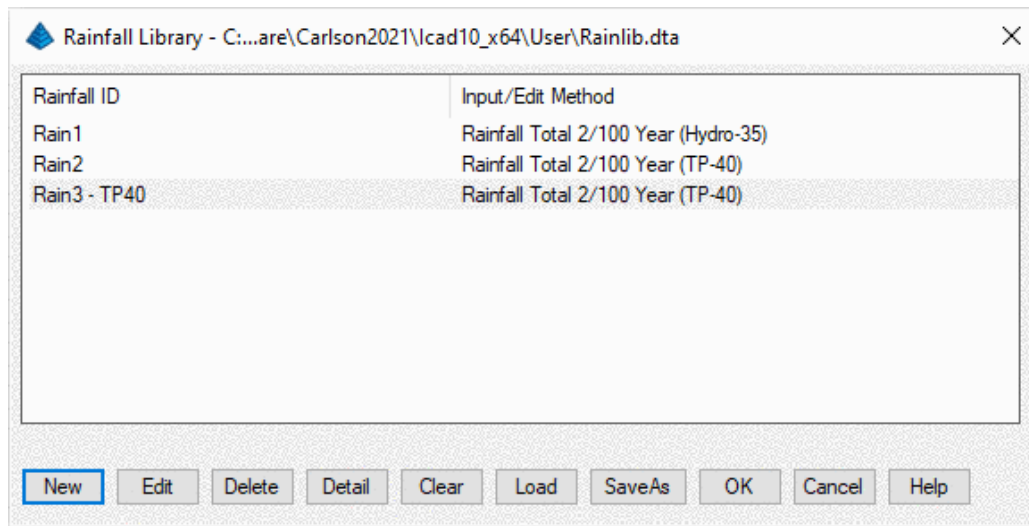 Rainfall Library - C:...are\Carlson2021\Icad10_x64\User\Rainlib.dta
Rainfall ID Input/Edit Method
Rain1 Rainfall Total 2/100 Year (Hydro-35)
Rain2 Rainfall Total 2/100 Year (TP-40)
Rain3 - TP40 Rainfall Total 2/100 Year (TP-40)
New Edit Delete Detail Clear Load SaveAs OK Cancel Help